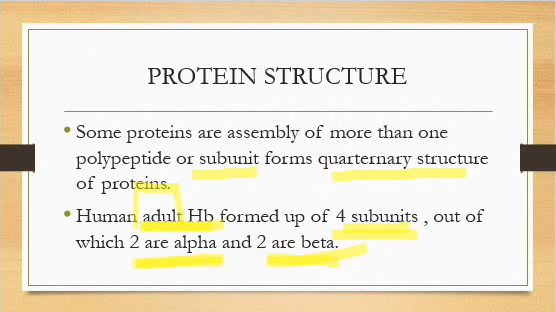 PROTEIN STRUCTURE
Some proteins are assembly of more than one
polypeptide or subunit forms quarternary structure
of proteins.
Human adult Hb formed up of 4 subunits , out of
which 2 are alpha and 2 are beta.